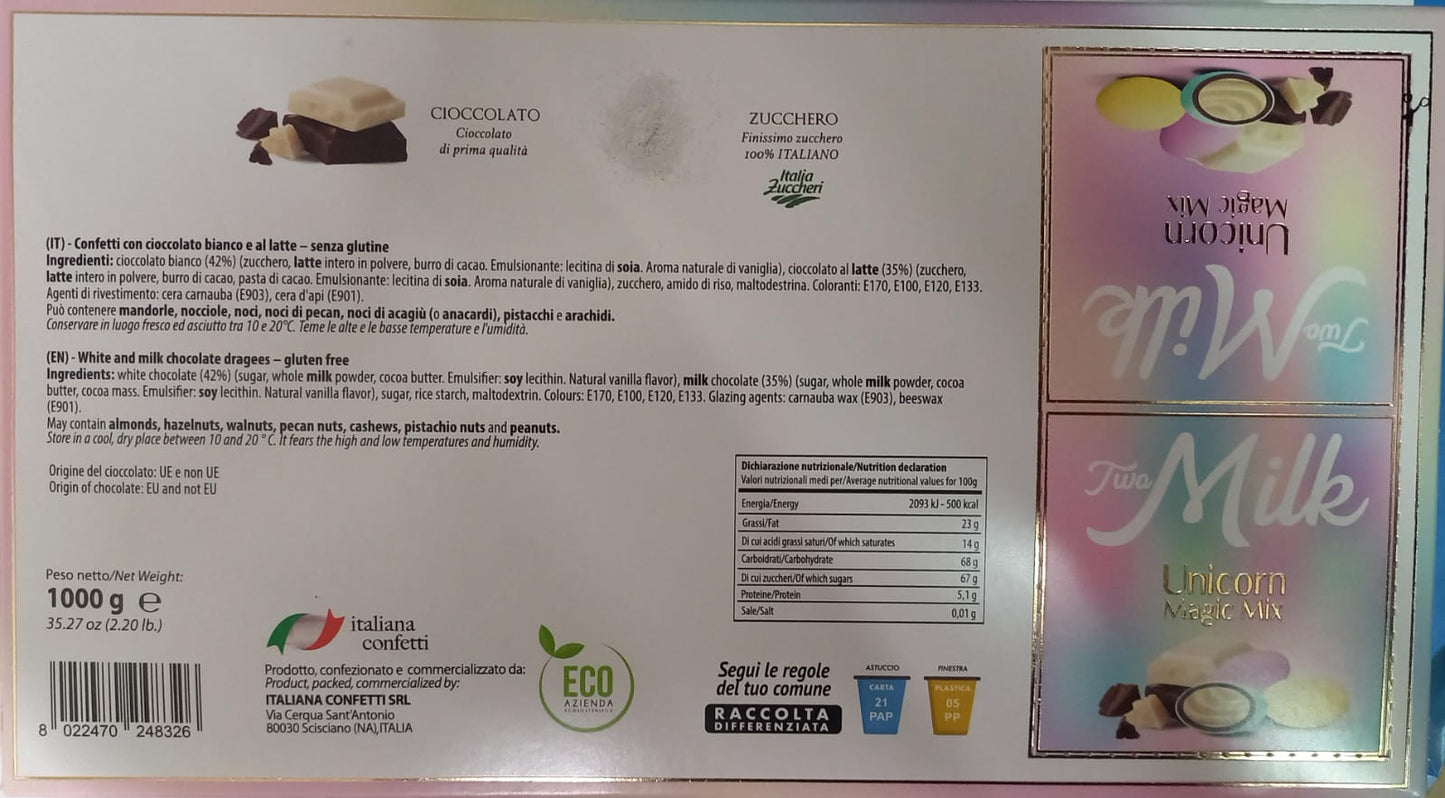 CIOCCOLATO
Cioccolato
di prima qualità
ZUCCHERO
Finissimo zucchero
100% ITALIANO
Italia
Zuccheri
(IT) - Confetti con cioccolato bianco e al latte – senza glutine
Ingredienti: cioccolato bianco (42%) (zucchero, latte intero in polvere, burro di cacao. Emulsionante: lecitina di soia. Aroma naturale di vaniglia), cioccolato al latte (35%) (zucchero,
latte intero in polvere, burro di cacao, pasta di cacao. Emulsionante: lecitina di soia. Aroma naturale di vaniglia), zucchero, amido di riso, maltodestrina. Coloranti: E170, E100, E120, E133.
Agenti di rivestimento: cera carnauba (E903), cera d'api (E901).
Può contenere mandorle, nocciole, noci, noci di pecan, noci di acagiù (o anacardi), pistacchi e arachidi.
Conservare in luogo fresco ed asciutto tra 10 e 20°C. Teme le alte e le basse temperature e l'umidità.
(EN) - White and milk chocolate dragees – gluten free
Ingredients: white chocolate (42%) (sugar, whole milk powder, cocoa butter. Emulsifier: soy lecithin. Natural vanilla flavor), milk chocolate (35%) (sugar, whole milk powder, cocoa
butter, cocoa mass. Emulsifier: soy lecithin. Natural vanilla flavor), sugar, rice starch, maltodextrin. Colours: E170, E100, E120, E133. Glazing agents: carnauba wax (E903), beeswax
(E901).
May contain almonds, hazelnuts, walnuts, pecan nuts, cashews, pistachio nuts and peanuts.
Store in a cool, dry place between 10 and 20 °C. It fears the high and low temperatures and humidity.
Origine del cioccolato: UE e non UE
Origin of chocolate: EU and not EU
Peso netto/Net Weight:
1000 g e
35.27 oz (2.20 lb.)
8 022470 248326
italiana
confetti
Prodotto, confezionato e commercializzato da:
Product, packed, commercialized by:
ITALIANA CONFETTI SRL
Via Cerqua Sant'Antonio
80030 Scisciano (NA), ITALIA
ECO
AZIENDA
ECOSOSTENIBILE
Dichiarazione nutrizionale/Nutrition declaration
Valori nutrizionali medi per/Average nutritional values for 100g
Energia/Energy 2093 kJ - 500 kcal
Grassi/Fat 23 g
Di cui acidi grassi saturi/Of which saturates 14 g
Carboidrati/Carbohydrate 68 g
Di cui zuccheri/Of which sugars 67 g
Proteine/Protein 5,1 g
Sale/Salt 0,01 g
Segui le regole
del tuo comune
RACCOLTA
DIFFERENZIATA
ASTUCCIO
CARTA
21
PAP
FINESTRA
PLASTICA
05
PP
Two Milk
Unicorn
Magic Mix
Two Milk
Unicorn
Magic Mix